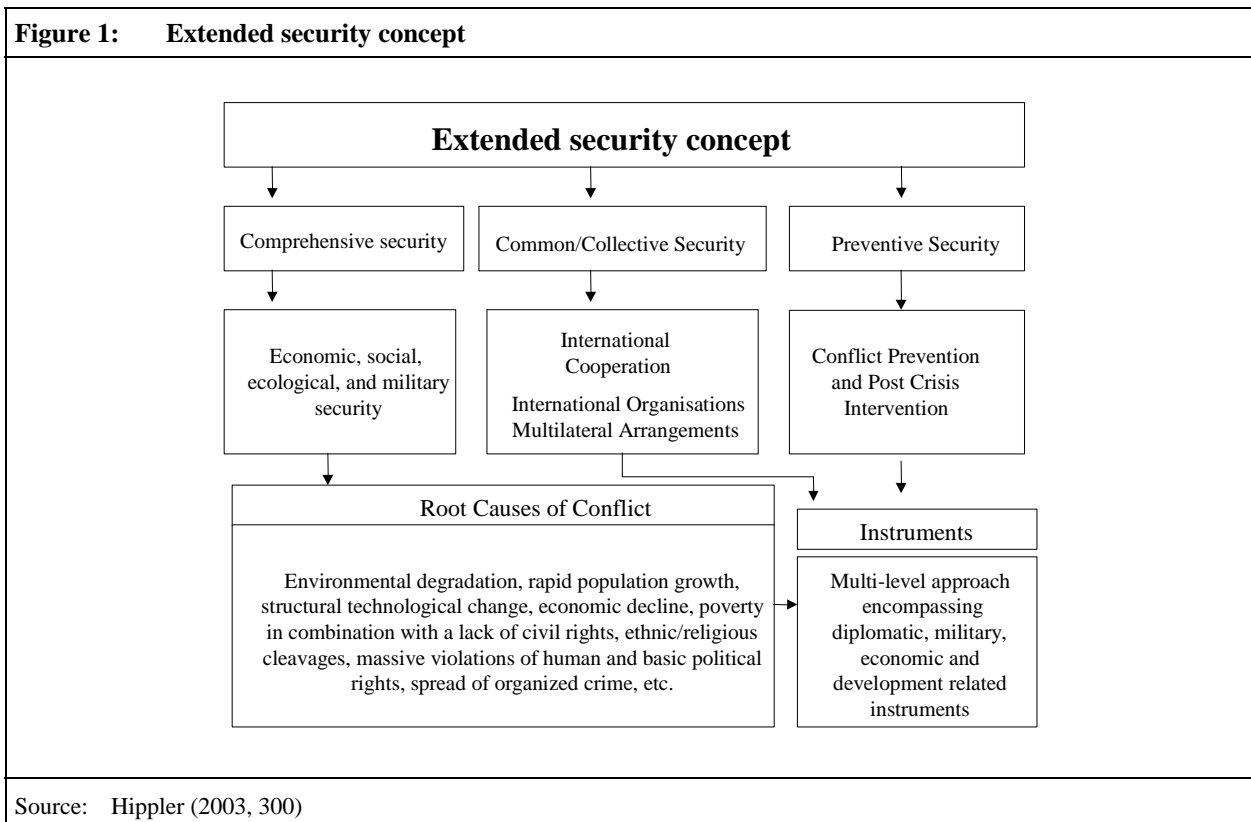 Figure 1: Extended security concept
Extended security concept
Comprehensive security
Common/Collective Security
Preventive Security
Economic, social,
ecological, and military
security
International
Cooperation
International Organisations
Multilateral Arrangements
Conflict Prevention
and Post Crisis
Intervention
Root Causes of Conflict
Environmental degradation, rapid population growth,
structural technological change, economic decline, poverty
in combination with a lack of civil rights, ethnic/religious
cleavages, massive violations of human and basic political
rights, spread of organized crime, etc.
Instruments
Multi-level approach
encompassing
diplomatic, military,
economic and
development related
instruments
Source: Hippler (2003, 300)